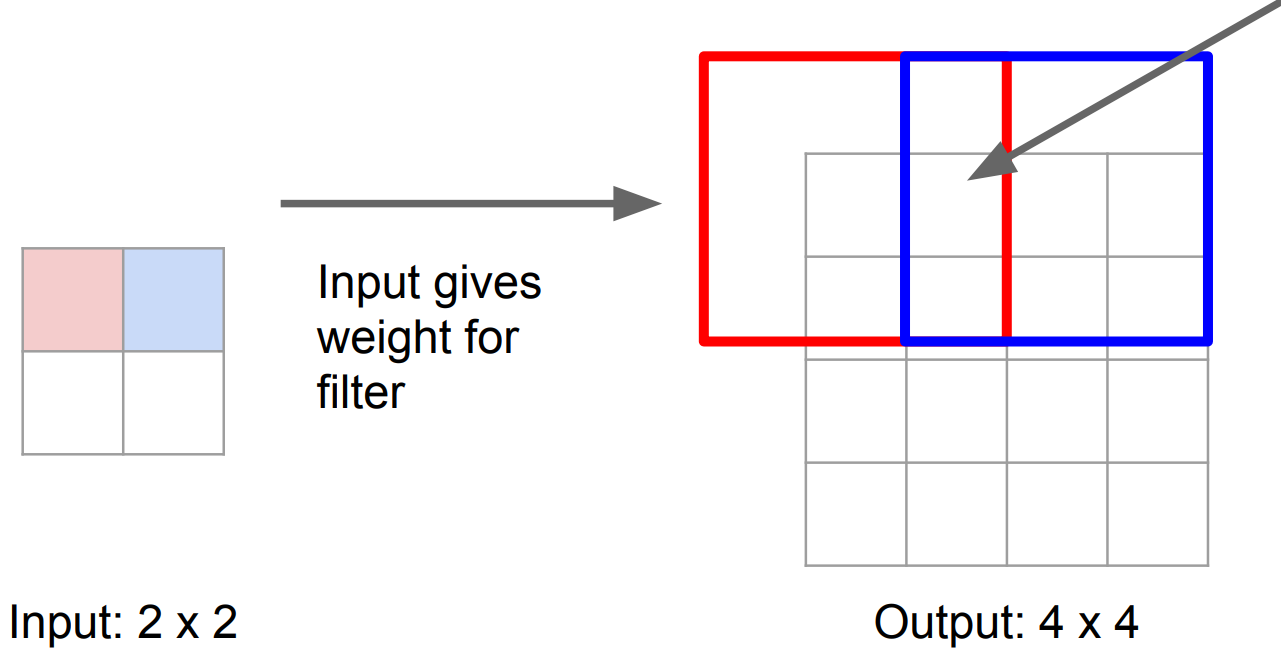 Input gives
weight for
filter
Input: 2 x 2
Output: 4 x 4